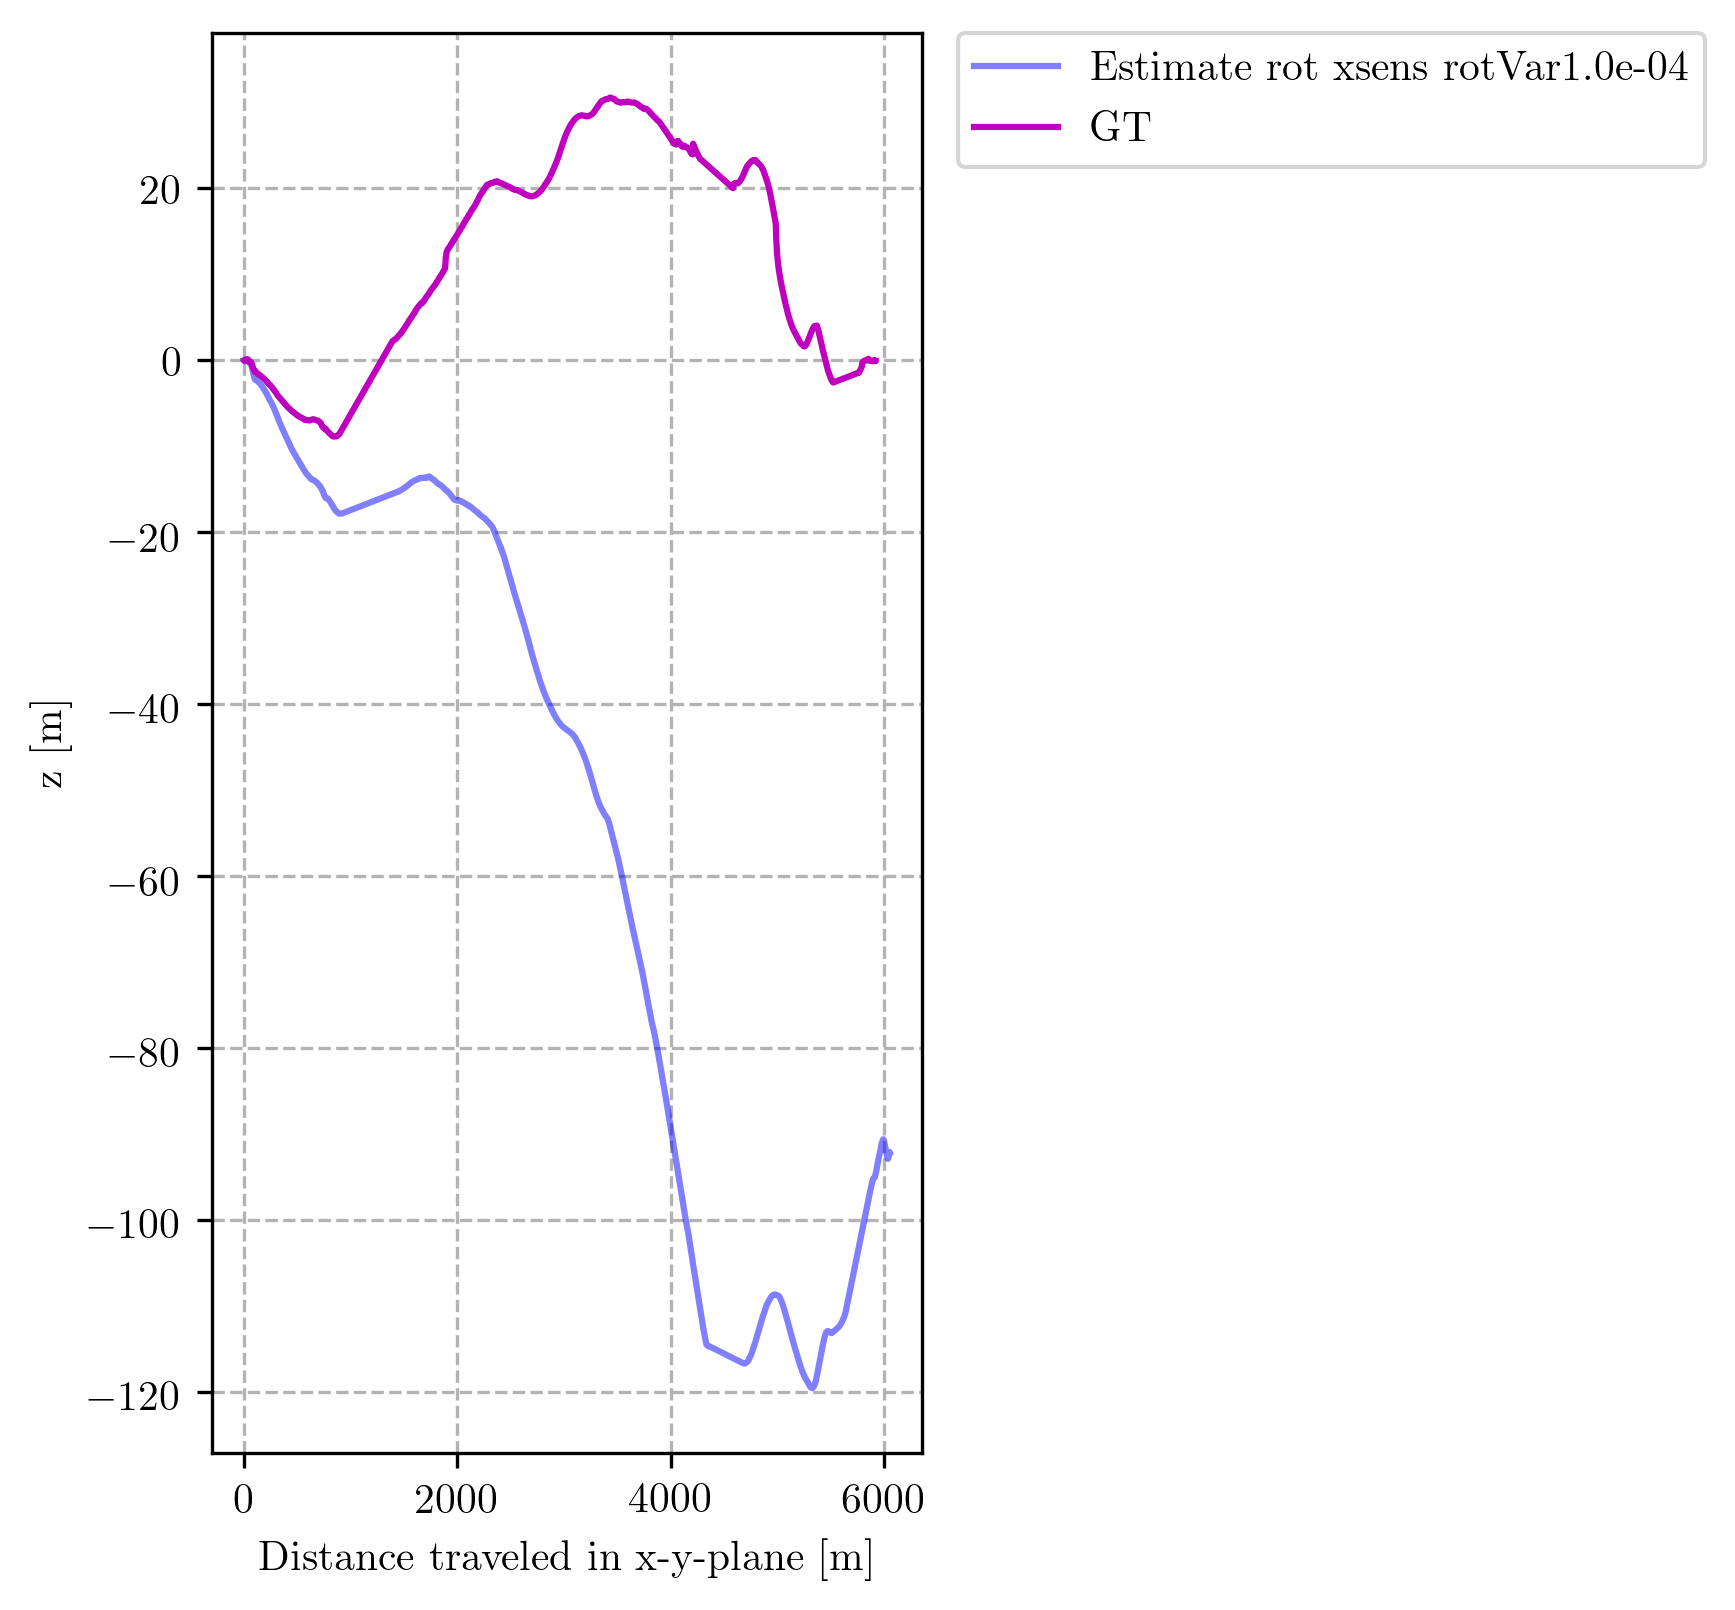 Estimate rot xsens rotVar1.0e-04
GT
20
0
−20
−40
−60
−80
−100
−120
z [m]
0 2000 4000 6000
Distance traveled in x-y-plane [m]